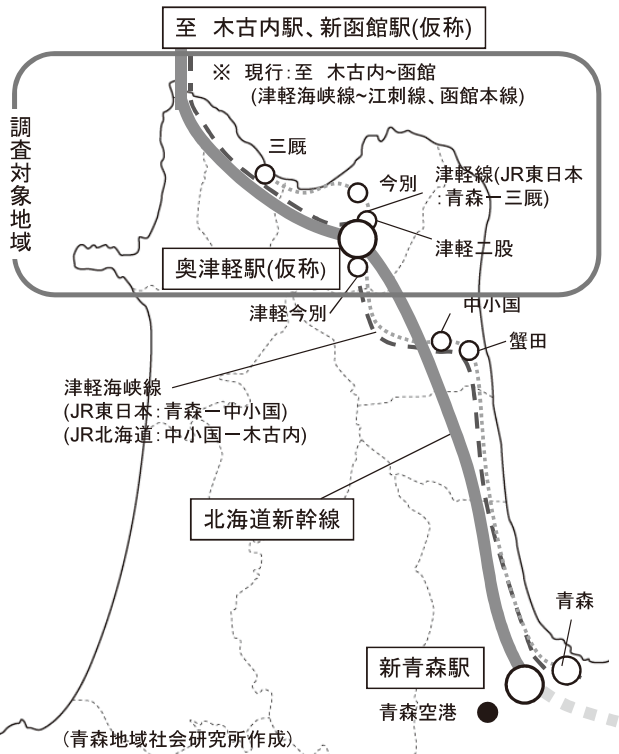 至　木古内駅、新函館駅(仮称)
※　現行：至　木古内~函館
(津軽海峡線~江刺線、函館本線)
調査対象地域
三厩
今別
津軽線(JR東日本
：青森ー三厩)
津軽二股
奥津軽駅(仮称)
津軽今別
中小国
蟹田
津軽海峡線
(JR東日本：青森ー中小国)
(JR北海道：中小国ー木古内)
北海道新幹線
青森
新青森駅
青森空港
(青森地域社会研究所作成)